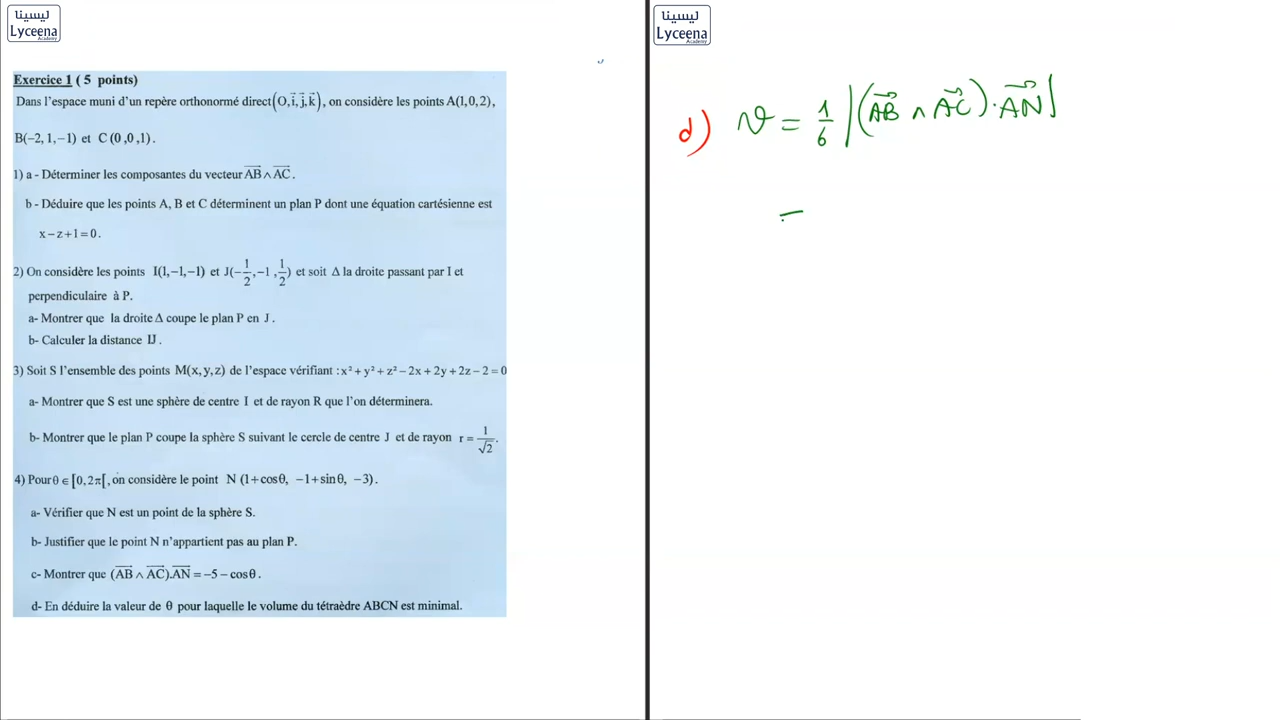 ليسينا
Lyceena
Academy
Exercice 1 ( 5 points)
Dans l'espace muni d'un repère orthonormé direct (O, i⃗, j⃗, k⃗), on considère les points A(1,0,2),
B(−2,1,−1) et C(0,0,1).
1) a - Déterminer les composantes du vecteur AB⃗ ∧ AC⃗.
b - Déduire que les points A, B et C déterminent un plan P dont une équation cartésienne est
x − z + 1 = 0.
2) On considère les points I(1,−1,−1) et J(−1/2, −1, 1/2) et soit Δ la droite passant par I et
perpendiculaire à P.
a- Montrer que la droite Δ coupe le plan P en J.
b- Calculer la distance IJ.
3) Soit S l'ensemble des points M(x,y,z) de l'espace vérifiant : x² + y² + z² − 2x + 2y + 2z − 2 = 0
a- Montrer que S est une sphère de centre I et de rayon R que l'on déterminera.
b- Montrer que le plan P coupe la sphère S suivant le cercle de centre J et de rayon r = 1/√2.
4) Pour θ ∈ [0, 2π[, on considère le point N (1+cosθ, −1+sinθ, −3).
a- Vérifier que N est un point de la sphère S.
b- Justifier que le point N n'appartient pas au plan P.
c- Montrer que (AB⃗ ∧ AC⃗).AN⃗ = −5 − cosθ.
d- En déduire la valeur de θ pour laquelle le volume du tétraèdre ABCN est minimal.
ليسينا
Lyceena
Academy
d) V = 1/6 |(AB⃗ ∧ AC⃗) · AN⃗|
=